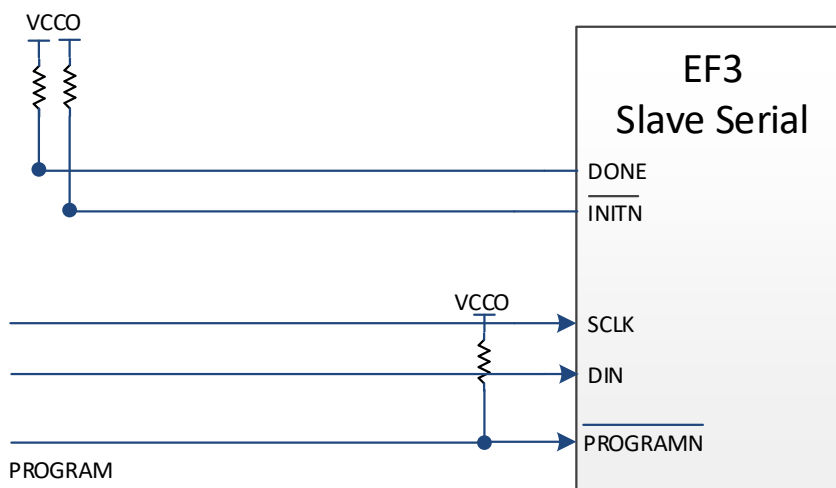 VCCO
EF3
Slave Serial
DONE
INITN
VCCO
SCLK
DIN
PROGRAMN
PROGRAM